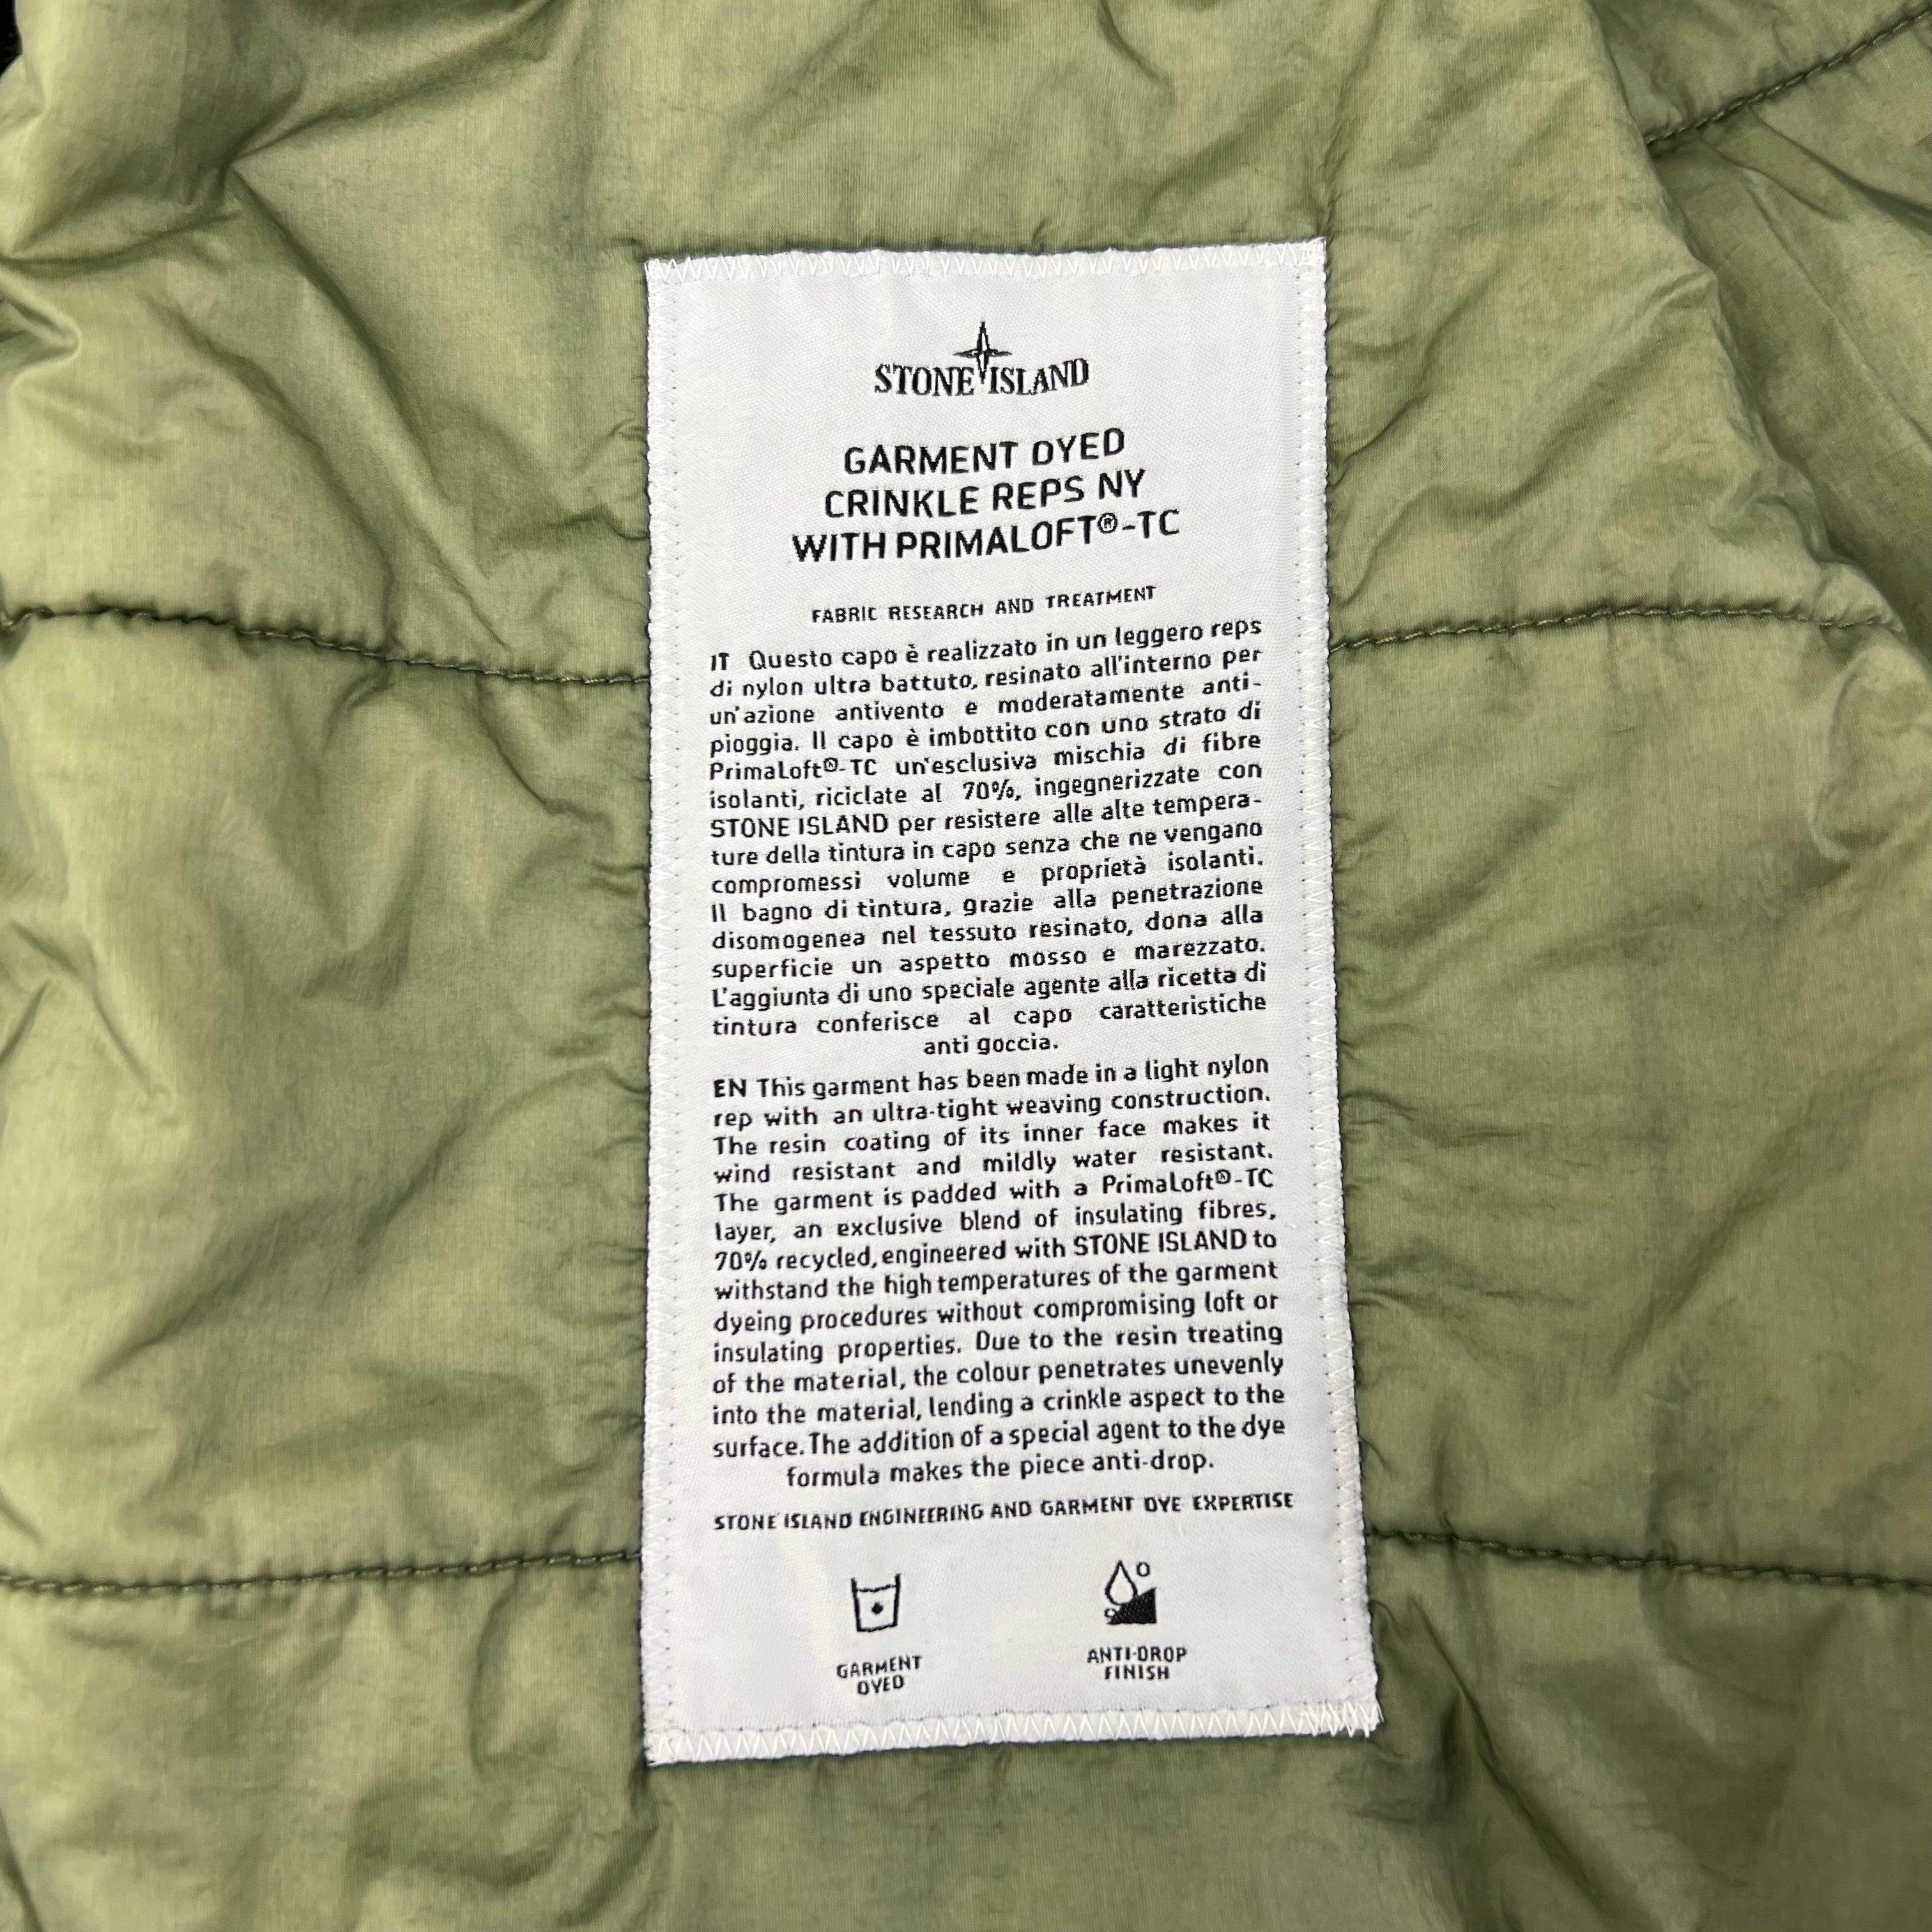 STONE ISLAND
GARMENT DYED
CRINKLE REPS NY
WITH PRIMALOFT®-TC
FABRIC RESEARCH AND TREATMENT
IT Questo capo è realizzato in un leggero reps
di nylon ultra battuto, resinato all'interno per
un'azione antivento e moderatamente anti-
pioggia. Il capo è imbottito con uno strato di
PrimaLoft®-TC un'esclusiva mischia di fibre
isolanti, riciclate al 70%, ingegnerizzate con
STONE ISLAND per resistere alle alte tempera-
ture della tintura in capo senza che ne vengano
compromessi volume e proprietà isolanti.
Il bagno di tintura, grazie alla penetrazione
disomogenea nel tessuto resinato, dona alla
superficie un aspetto mosso e marezzato.
L'aggiunta di uno speciale agente alla ricetta di
tintura conferisce al capo caratteristiche
anti goccia.
EN This garment has been made in a light nylon
rep with an ultra-tight weaving construction.
The resin coating of its inner face makes it
wind resistant and mildly water resistant.
The garment is padded with a PrimaLoft®-TC
layer, an exclusive blend of insulating fibres,
70% recycled, engineered with STONE ISLAND to
withstand the high temperatures of the garment
dyeing procedures without compromising loft or
insulating properties. Due to the resin treating
of the material, the colour penetrates unevenly
into the material, lending a crinkle aspect to the
surface. The addition of a special agent to the dye
formula makes the piece anti-drop.
STONE ISLAND ENGINEERING AND GARMENT DYE EXPERTISE
GARMENT
DYED
ANTI-DROP
FINISH